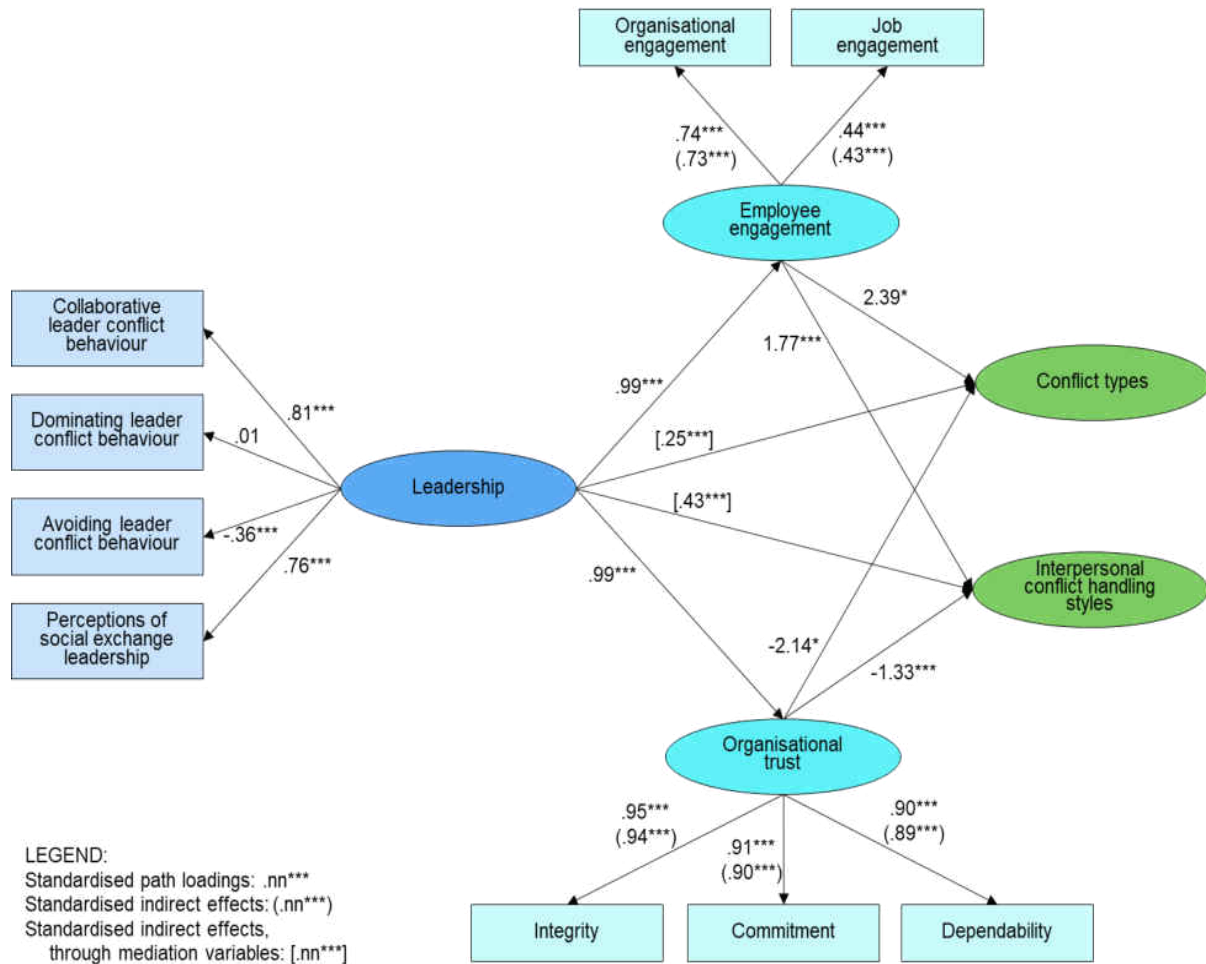 Organisational
engagement
Job
engagement
.74***
(.73***)
.44***
(.43***)
Employee
engagement
Collaborative
leader conflict
behaviour
2.39*
1.77***
Conflict types
.99***
.81***
Dominating leader
conflict behaviour
.01
[.25***]
Leadership
Avoiding leader
conflict behaviour
-.36***
[.43***]
.99***
.76***
Interpersonal
conflict handling
styles
Perceptions of
social exchange
leadership
-2.14*
-1.33***
Organisational
trust
.95***
(.94***)
.91***
(.90***)
.90***
(.89***)
LEGEND:
Standardised path loadings: .nn***
Standardised indirect effects: (.nn***)
Standardised indirect effects,
through mediation variables: [.nn***]
Integrity
Commitment
Dependability